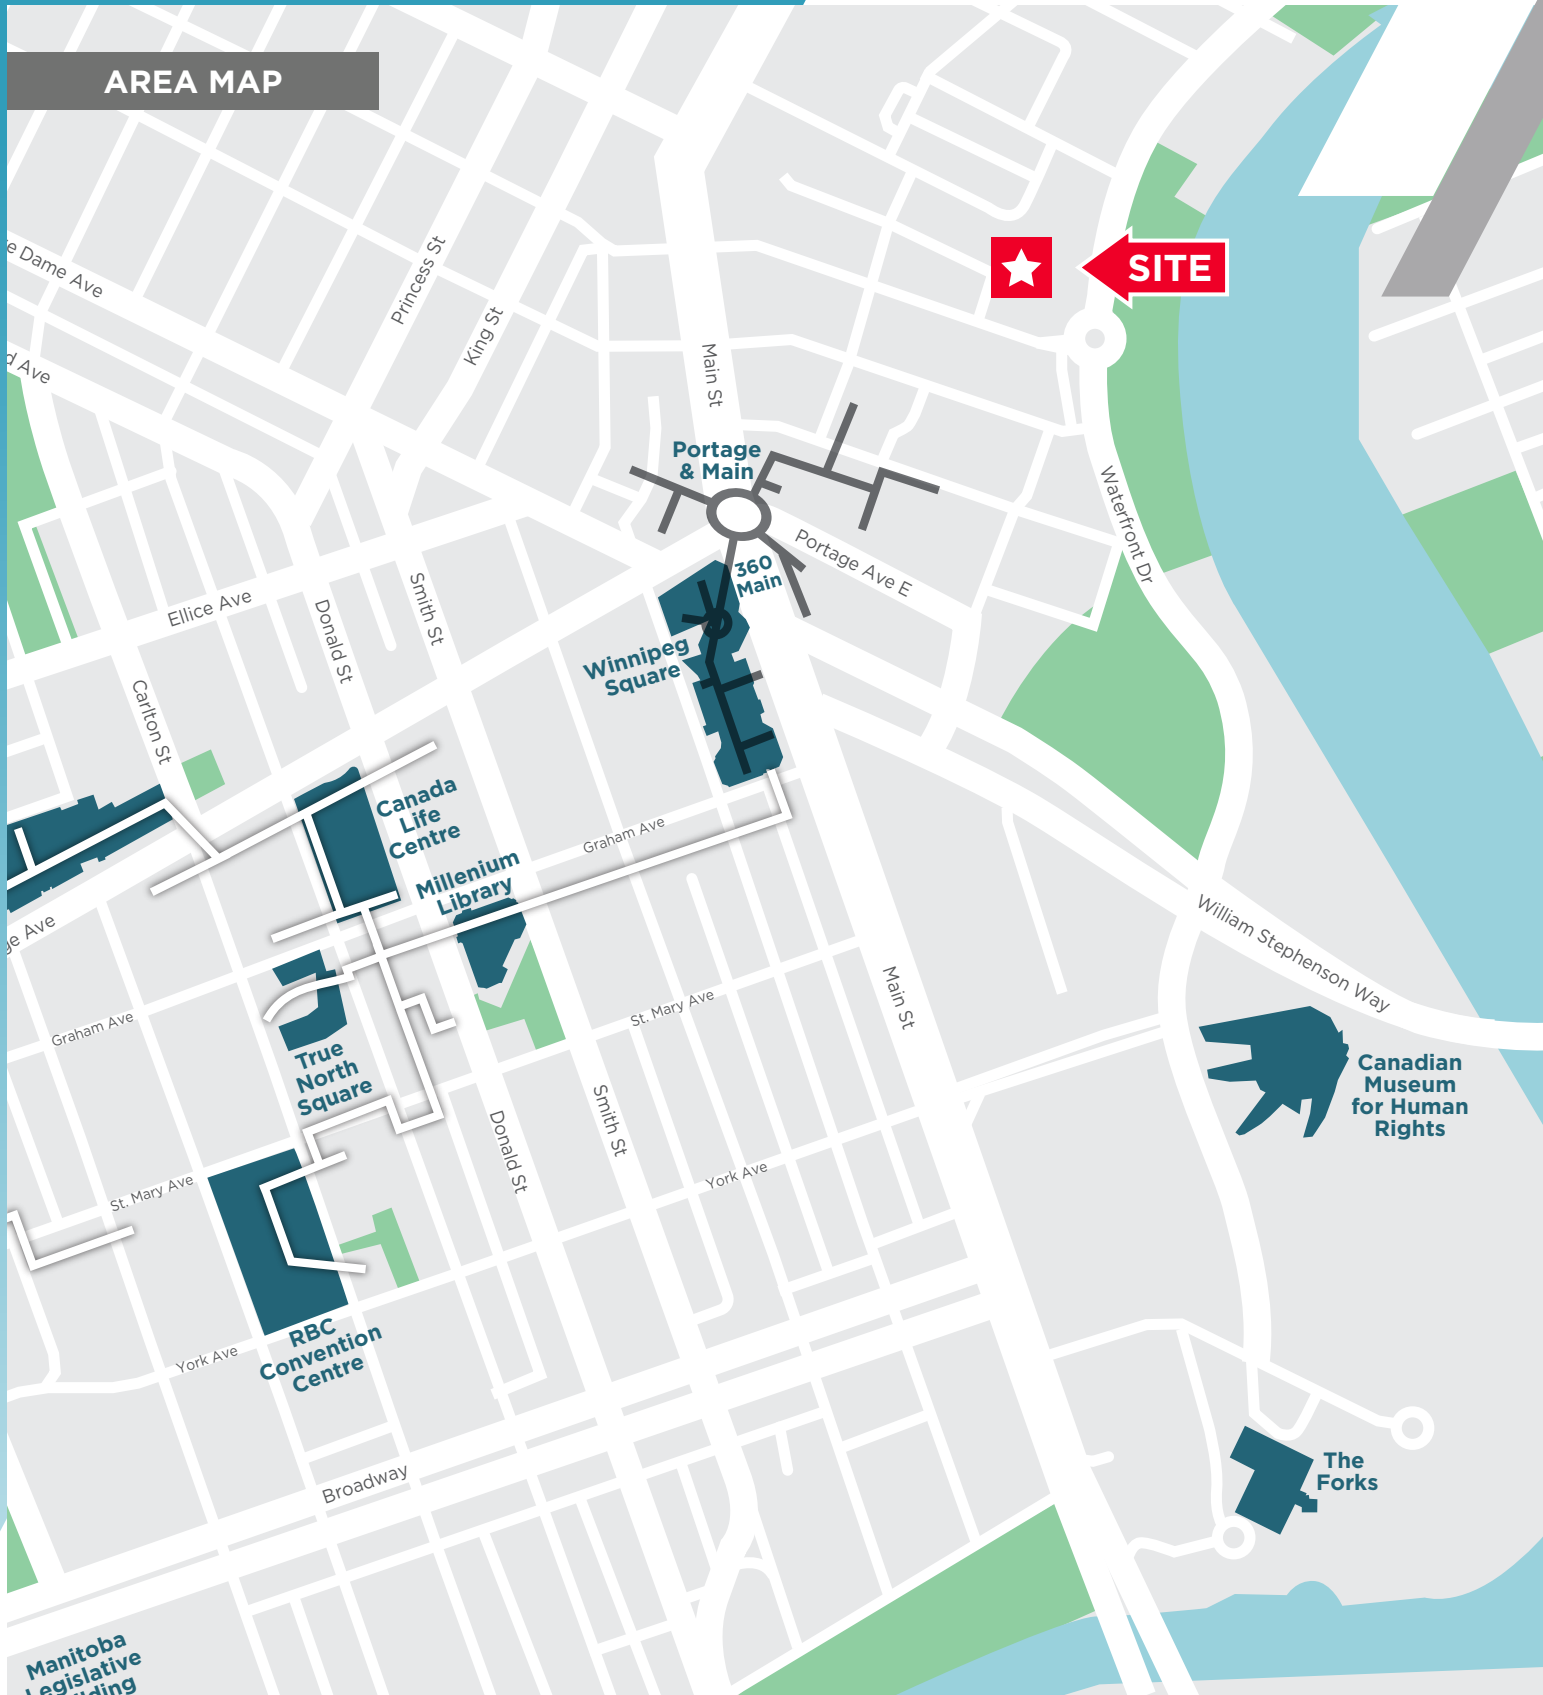 AREA MAP
e Dame Ave
d Ave
Princess St
King St
SITE
Main St
Portage
& Main
Portage Ave E
Waterfront Dr
360
Main
Ellice Ave
Donald St
Smith St
Winnipeg
Square
Carlton St
Canada
Life
Centre
Graham Ave
Millenium
Library
ge Ave
William Stephenson Way
Main St
St. Mary Ave
Graham Ave
True
North
Square
Canadian
Museum
for Human
Rights
Smith St
Donald St
York Ave
St. Mary Ave
RBC
Convention
Centre
York Ave
The
Forks
Broadway
Manitoba
Legislative